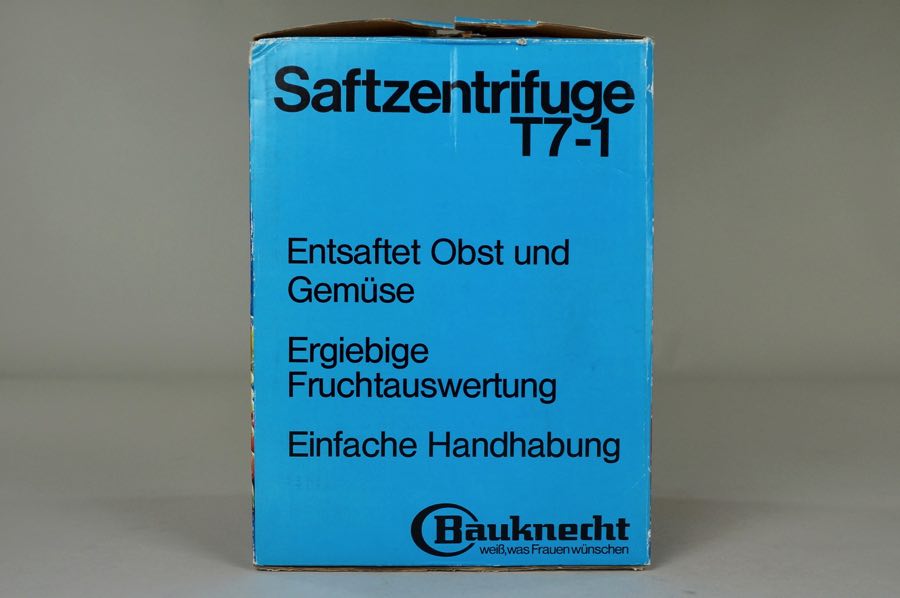 Saftzentrifuge
T7-1
Entsaftet Obst und
Gemüse
Ergiebige
Fruchtauswertung
Einfache Handhabung
Bauknecht
weiß, was Frauen wünschen